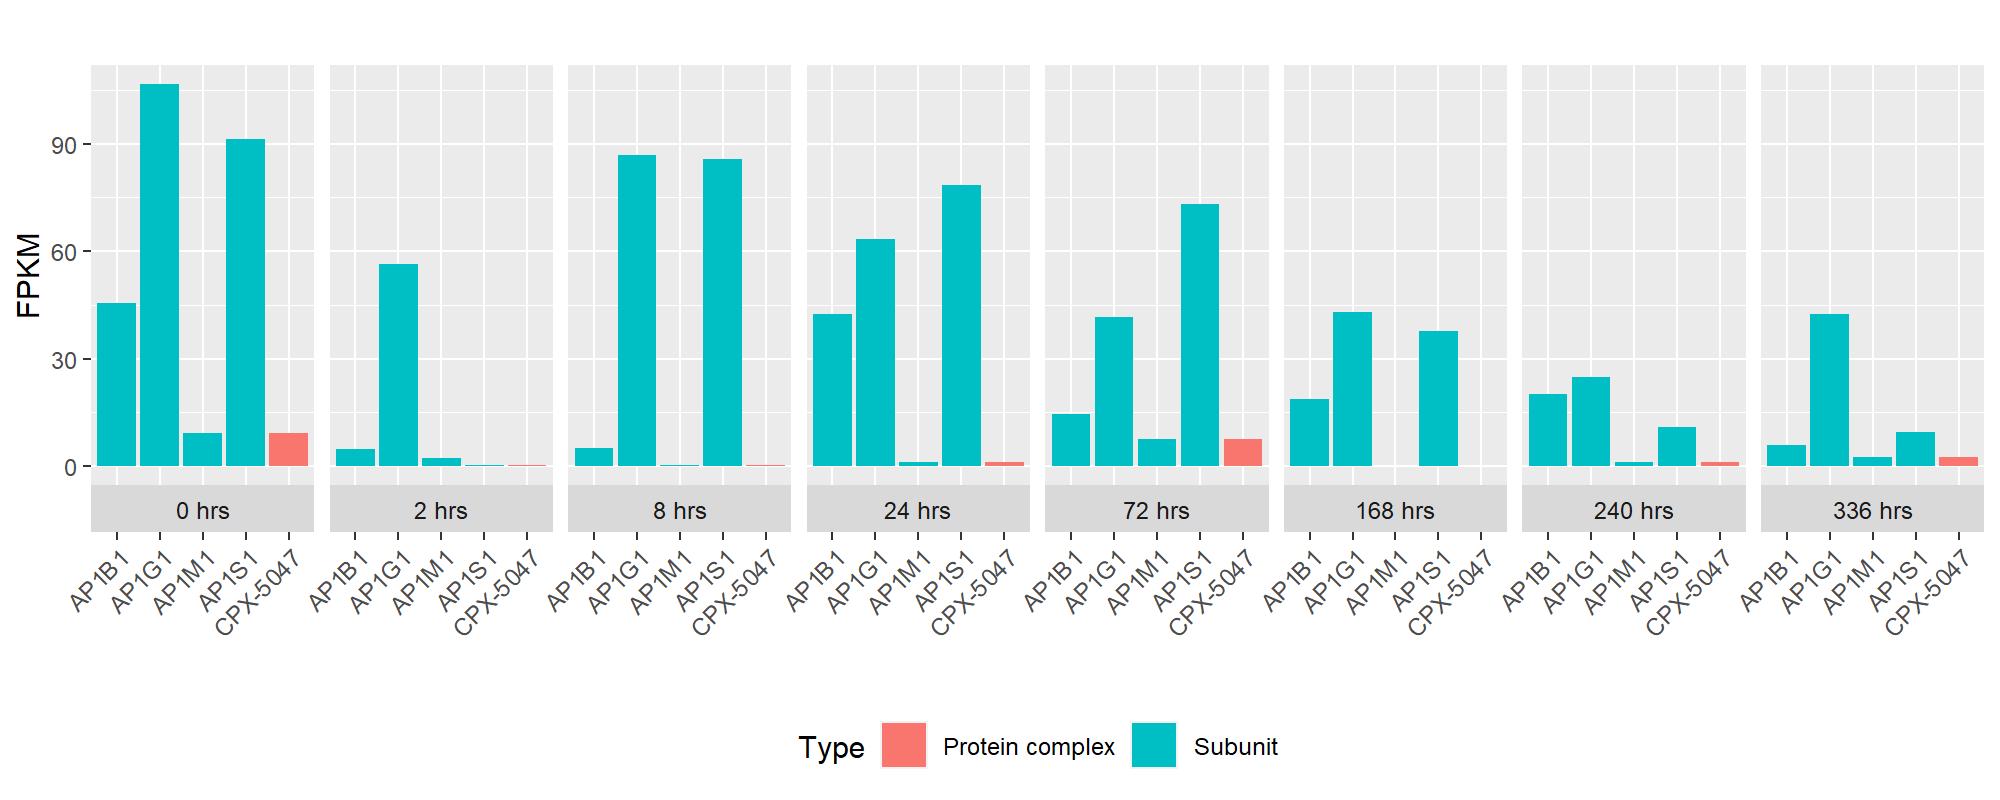 FPKM
90
60
30
0
0 hrs 2 hrs 8 hrs 24 hrs 72 hrs 168 hrs 240 hrs 336 hrs
AP1B1 AP1G1 AP1M1 AP1S1 CPX-5047 AP1B1 AP1G1 AP1M1 AP1S1 CPX-5047 AP1B1 AP1G1 AP1M1 AP1S1 CPX-5047 AP1B1 AP1G1 AP1M1 AP1S1 CPX-5047 AP1B1 AP1G1 AP1M1 AP1S1 CPX-5047 AP1B1 AP1G1 AP1M1 AP1S1 CPX-5047 AP1B1 AP1G1 AP1M1 AP1S1 CPX-5047 AP1B1 AP1G1 AP1M1 AP1S1 CPX-5047
Type Protein complex Subunit